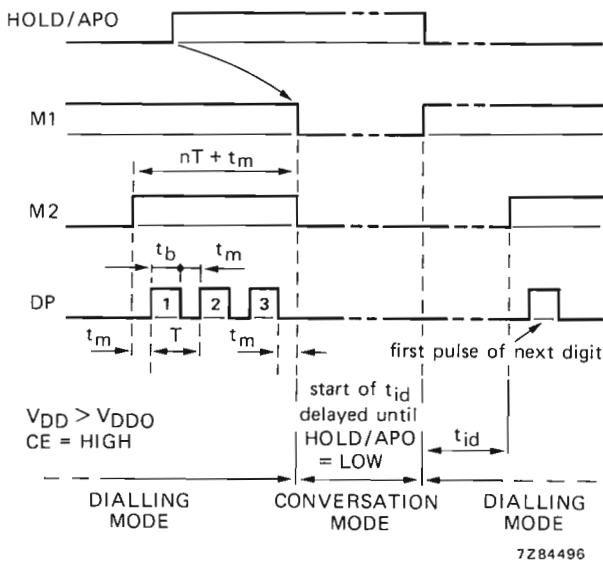 HOLD/APO
M1
nT + tm
M2
tb tm
DP 1 2 3
tm T tm
first pulse of next digit
start of tid
delayed until
HOLD/APO
= LOW
VDD > VDDO
CE = HIGH
tid
DIALLING
MODE
CONVERSATION
MODE
DIALLING
MODE
7Z84496